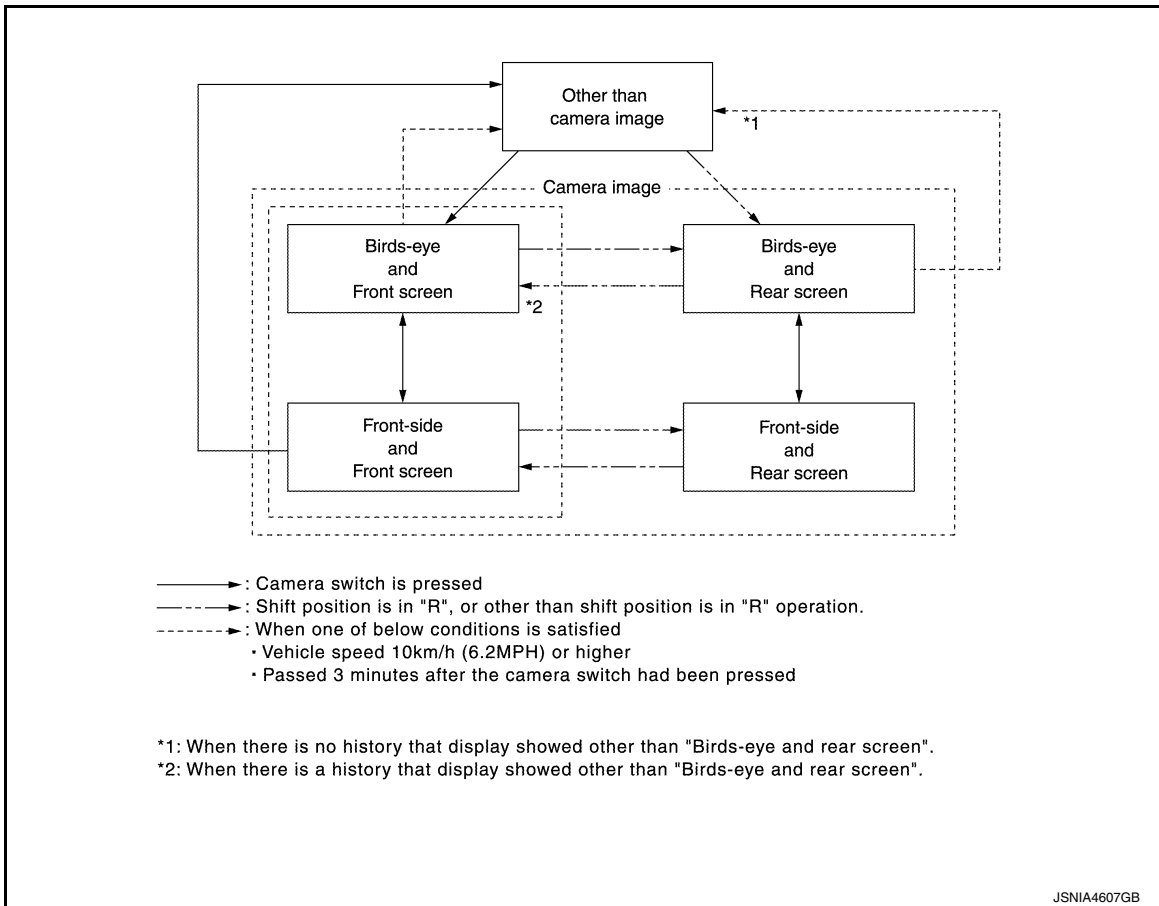 Other than
camera image
*1
Camera image
Birds-eye
and
Front screen
Birds-eye
and
Rear screen
*2
Front-side
and
Front screen
Front-side
and
Rear screen
: Camera switch is pressed
: Shift position is in "R", or other than shift position is in "R" operation.
: When one of below conditions is satisfied
・Vehicle speed 10km/h (6.2MPH) or higher
・Passed 3 minutes after the camera switch had been pressed
*1: When there is no history that display showed other than "Birds-eye and rear screen".
*2: When there is a history that display showed other than "Birds-eye and rear screen".
JSNIA4607GB